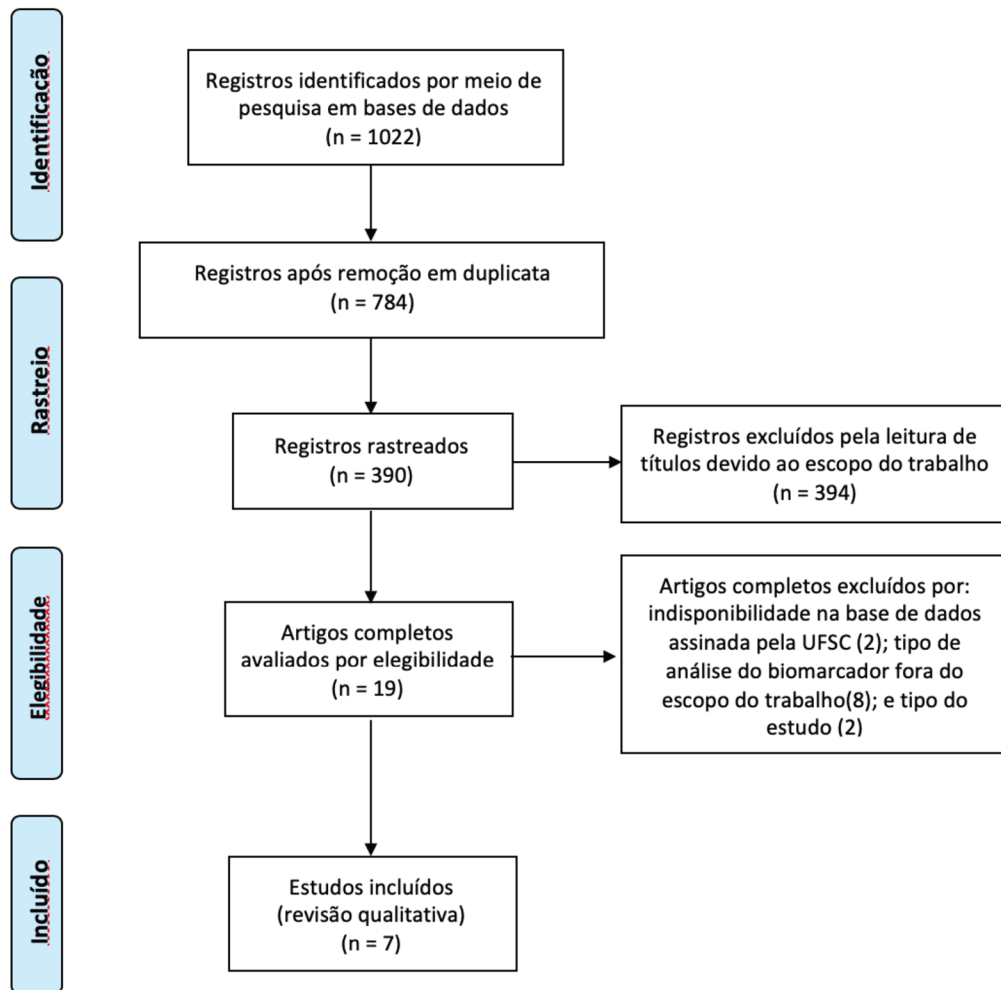 Identificação
Registros identificados por meio de
pesquisa em bases de dados
(n = 1022)
Registros após remoção em duplicata
(n = 784)
Rastreio
Registros rastreados
(n = 390)
Registros excluídos pela leitura de
títulos devido ao escopo do trabalho
(n = 394)
Elegibilidade
Artigos completos
avaliados por elegibilidade
(n = 19)
Artigos completos excluídos por:
indisponibilidade na base de dados
assinada pela UFSC (2); tipo de
análise do biomarcador fora do
escopo do trabalho(8); e tipo do
estudo (2)
Incluído
Estudos incluídos
(revisão qualitativa)
(n = 7)